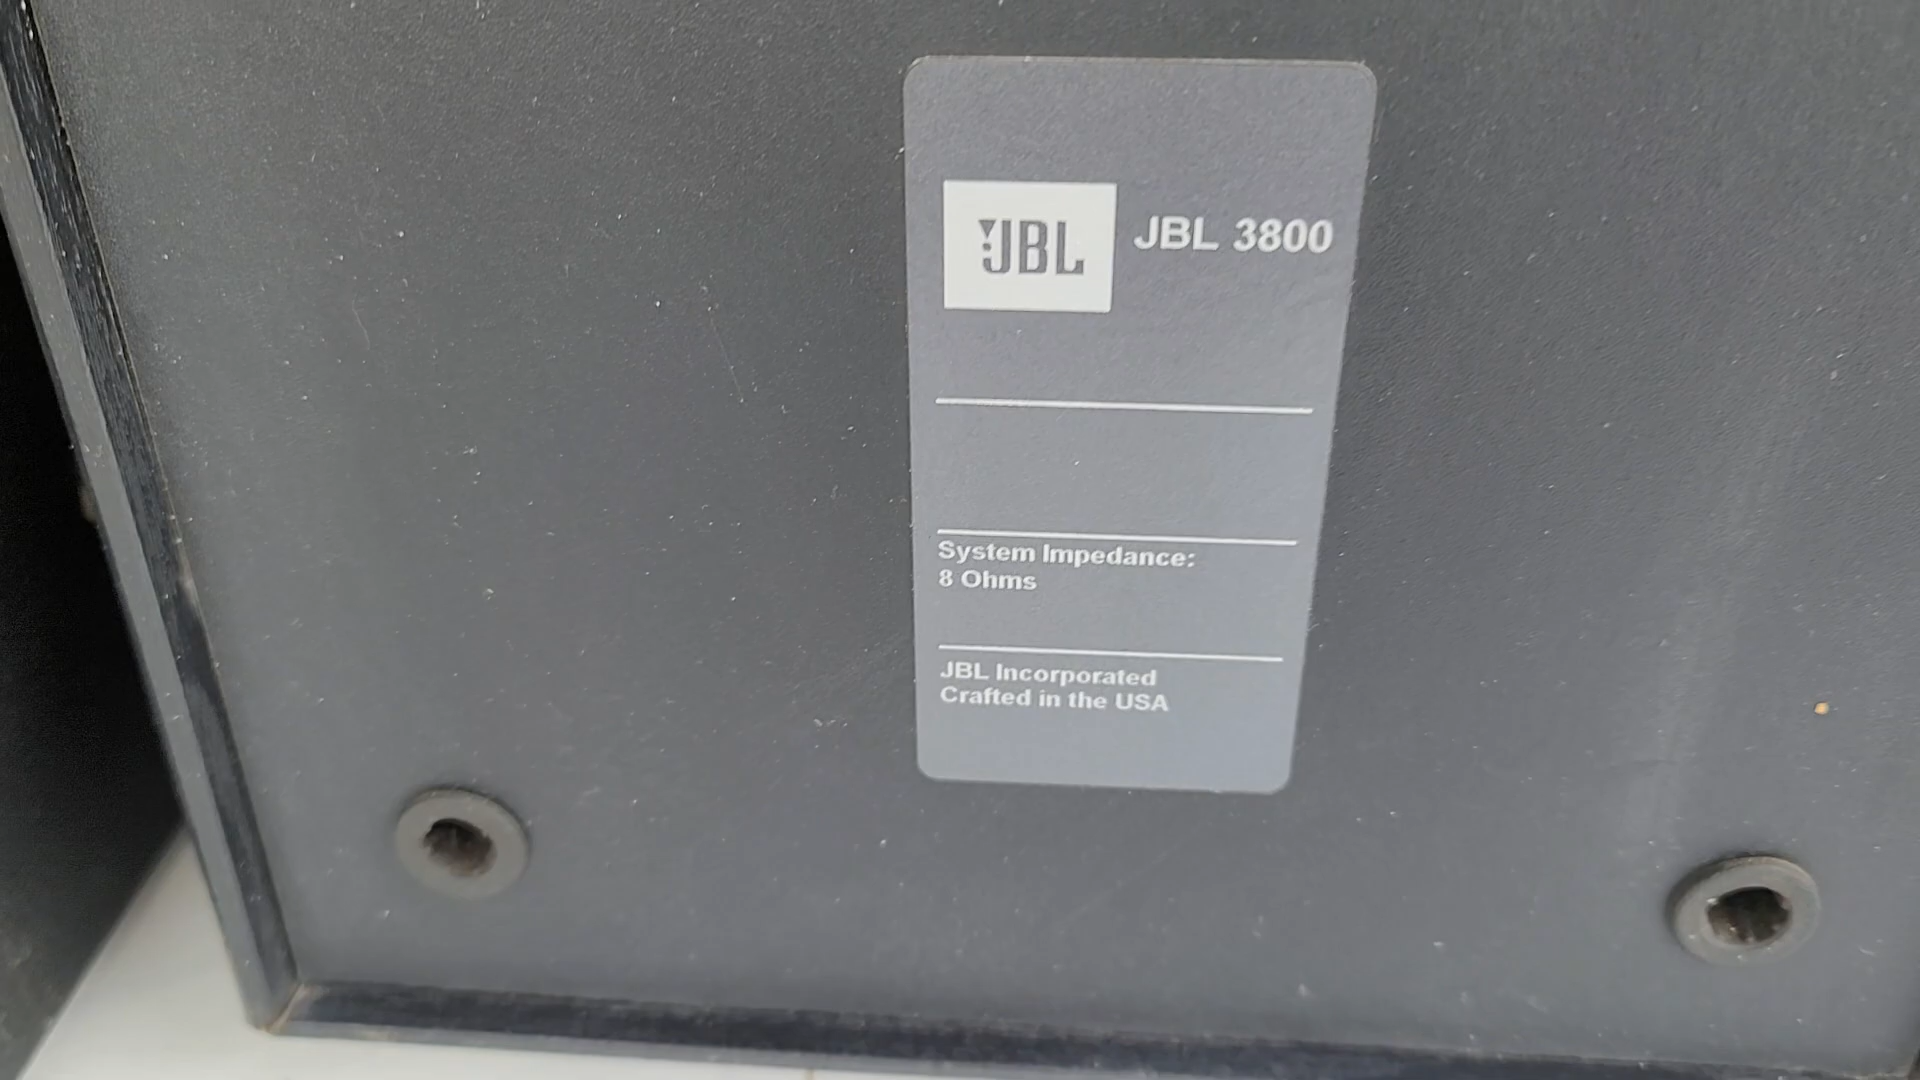 JBL JBL 3800
System Impedance:
8 Ohms
JBL Incorporated
Crafted in the USA